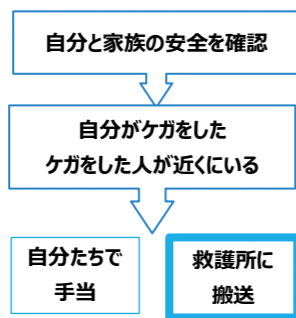 自分と家族の安全を確認
自分がケガをした
ケガをした人が近くにいる
自分たちで
手当
救護所に
搬送